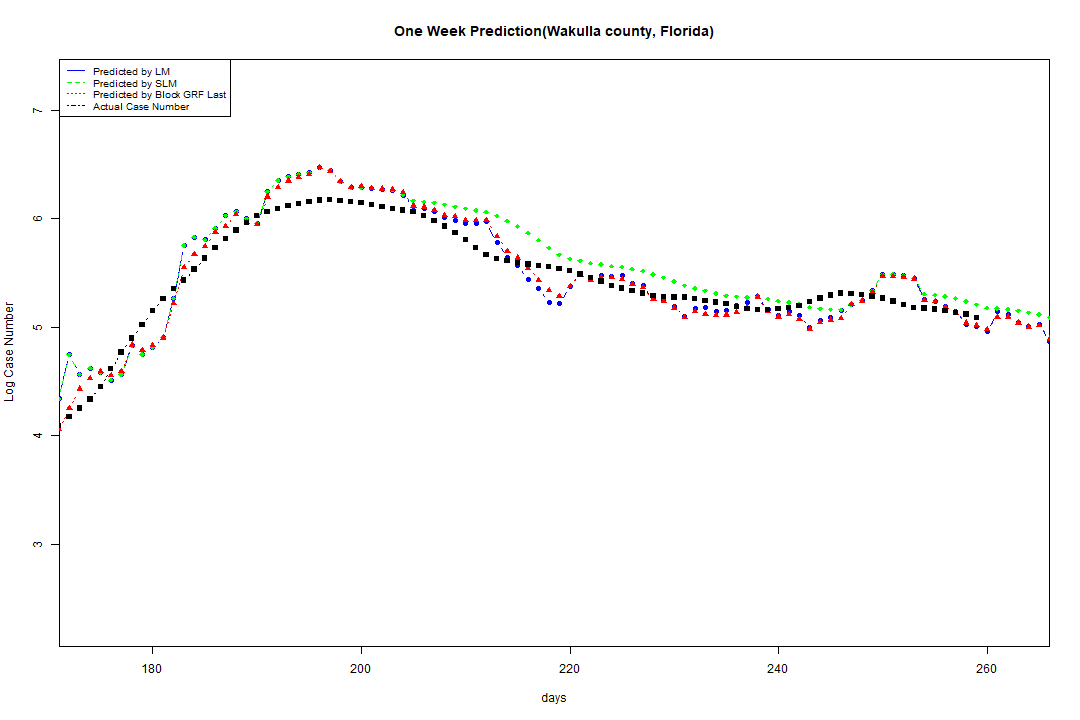 One Week Prediction(Wakulla county, Florida)
Predicted by LM
Predicted by SLM
Predicted by Block GRF Last
Actual Case Number
7
6
5
4
3
Log Case Number
180 200 220 240 260
days